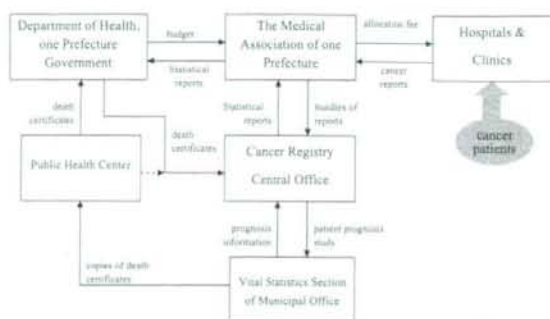 Department of Health,
one Prefecture
Government
budget
Statistical
reports
The Medical
Association of one
Prefecture
allocation fee
cancer
reports
Hospitals &
Clinics
cancer
patients
death
certificates
death
certificates
Statistical
reports
bundles of
reports
Public Health Center
Cancer Registry
Central Office
prognosis
information
patient prognosis
study
copies of death
certificates
Vital Statistics Section
of Municipal Office